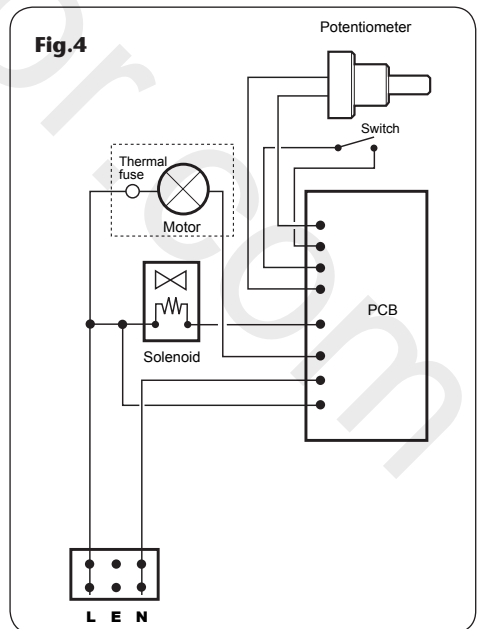 Fig.4
Potentiometer
Switch
Thermal
fuse
Motor
PCB
Solenoid
L E N